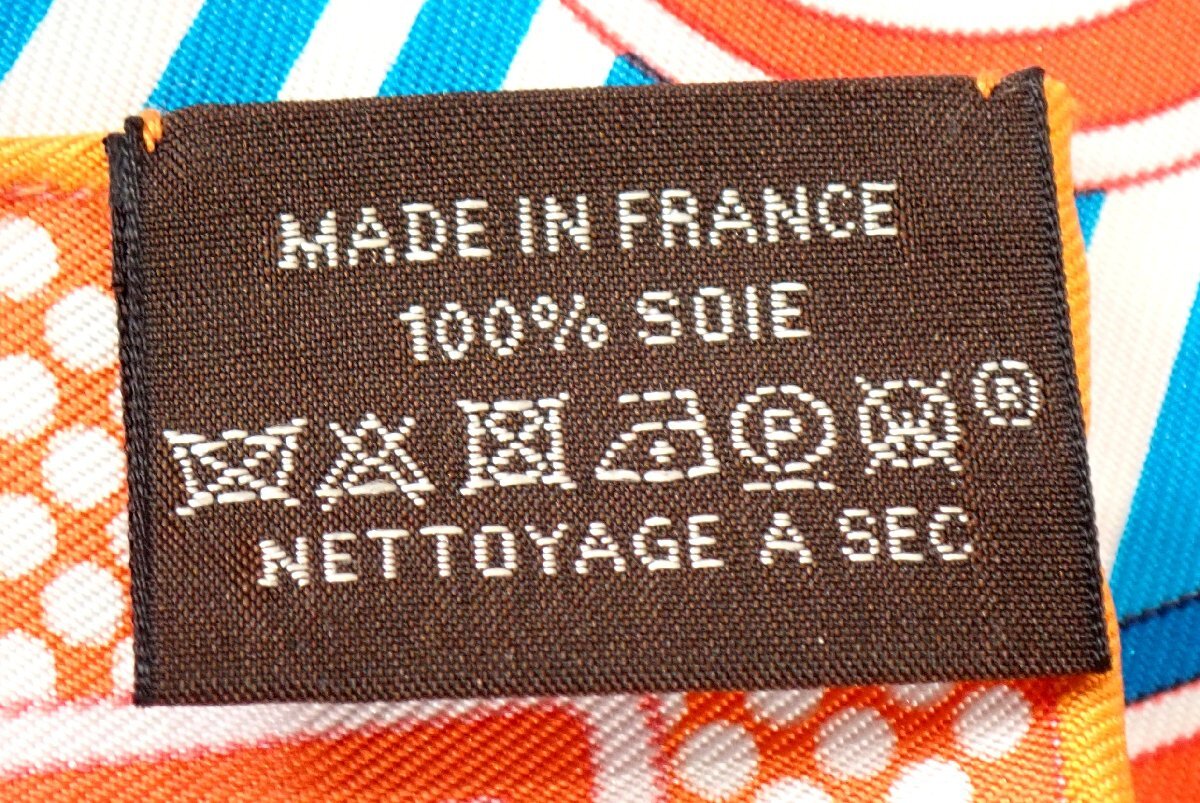 MADE IN FRANCE
100% SOIE
P W ®
NETTOYAGE A SEC